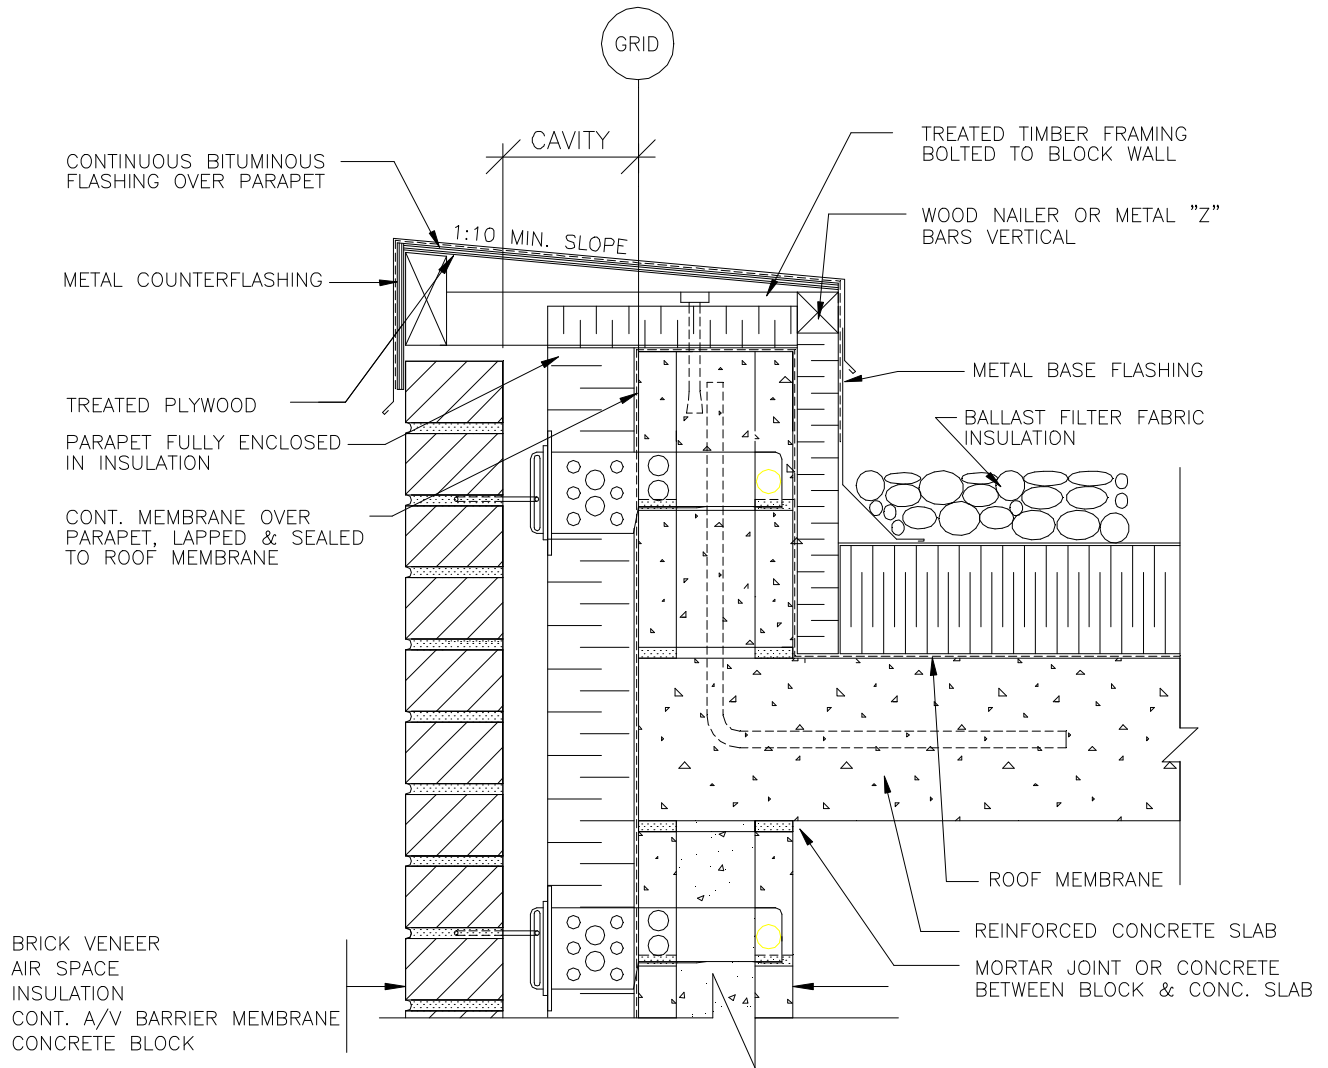 GRID
CAVITY
TREATED TIMBER FRAMING
BOLTED TO BLOCK WALL
CONTINUOUS BITUMINOUS
FLASHING OVER PARAPET
WOOD NAILER OR METAL "Z"
BARS VERTICAL
1:10 MIN. SLOPE
METAL COUNTERFLASHING
METAL BASE FLASHING
TREATED PLYWOOD
BALLAST FILTER FABRIC
INSULATION
PARAPET FULLY ENCLOSED
IN INSULATION
CONT. MEMBRANE OVER
PARAPET, LAPPED & SEALED
TO ROOF MEMBRANE
ROOF MEMBRANE
REINFORCED CONCRETE SLAB
MORTAR JOINT OR CONCRETE
BETWEEN BLOCK & CONC. SLAB
BRICK VENEER
AIR SPACE
INSULATION
CONT. A/V BARRIER MEMBRANE
CONCRETE BLOCK